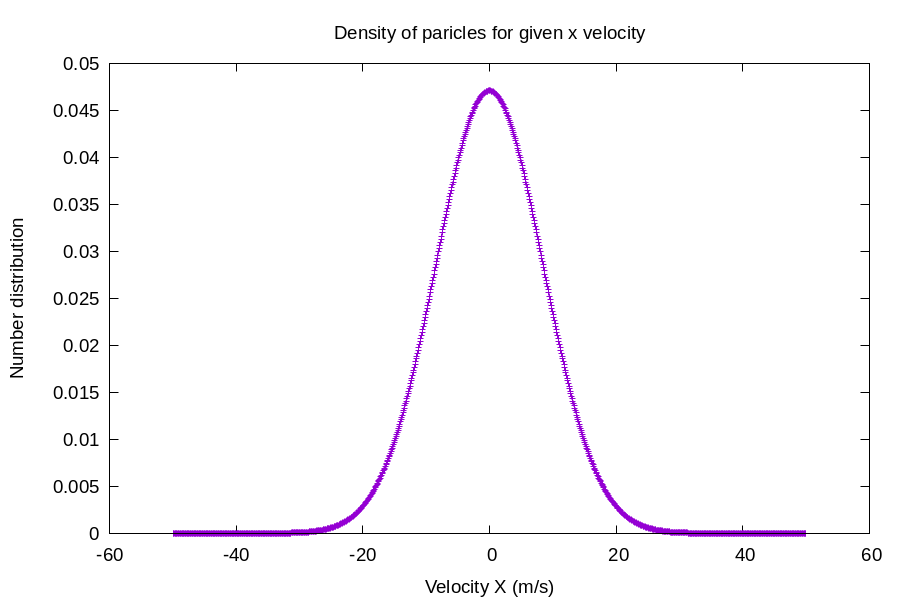 Density of paricles for given x velocity
0.05
0.045
0.04
0.035
0.03
0.025
0.02
0.015
0.01
0.005
0
Number distribution
-60 -40 -20 0 20 40 60
Velocity X (m/s)